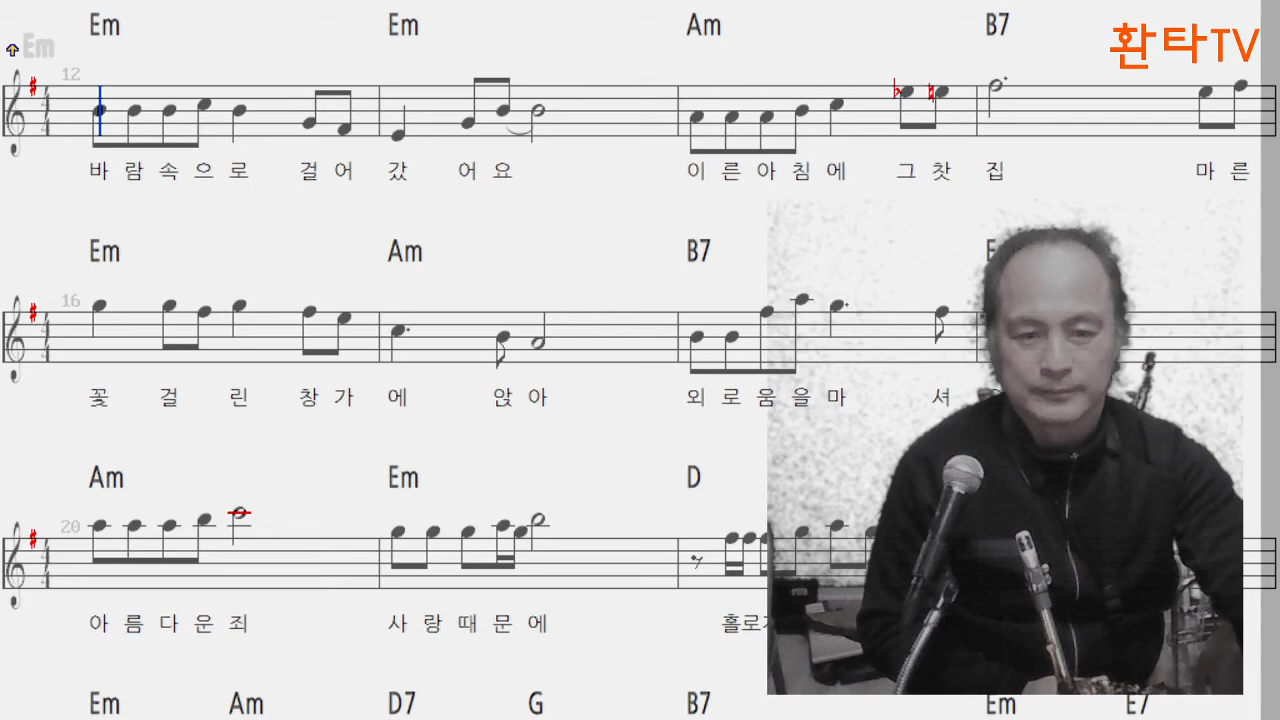 Em Em Am B7
환타TV
Em
12
바 람 속 으 로 걸 어 갔 어 요 이 른 아 침 에 그 찻 집 마 른
Em Am B7
16
꽃 걸 린 창 가 에 앉 아 외 로 움 을 마 셔
Am Em D
20
아 름 다 운 죄 사 랑 때 문 에 홀로
Em Am D7 G B7 Em E7